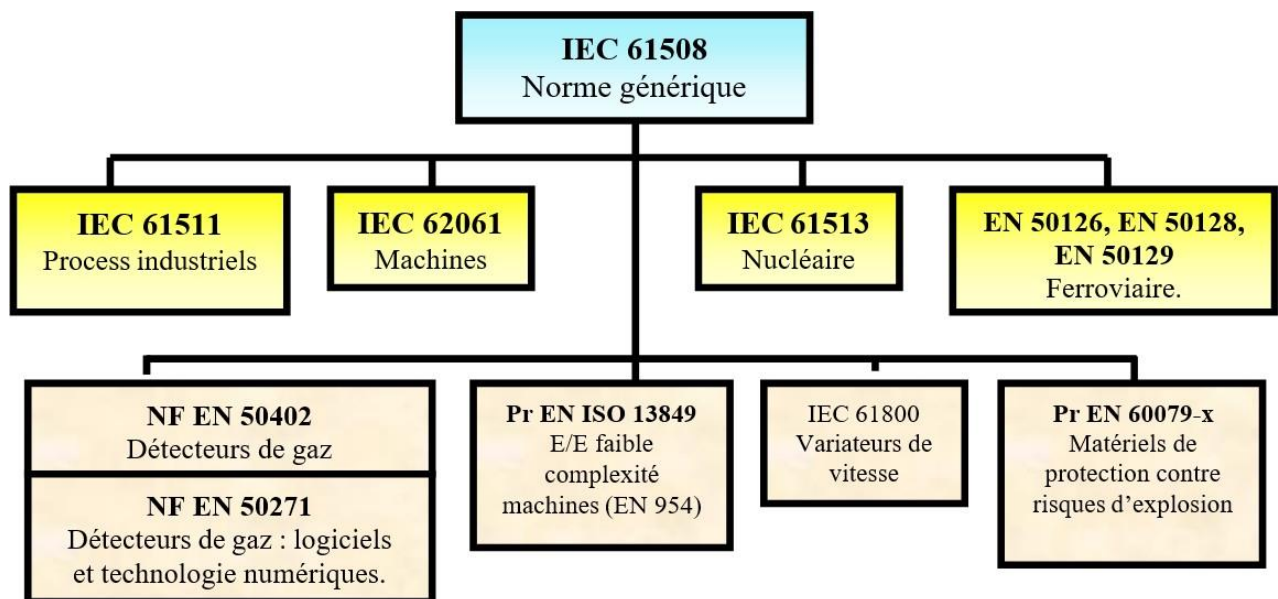 IEC 61508
Norme générique
IEC 61511
Process industriels
IEC 62061
Machines
IEC 61513
Nucléaire
EN 50126, EN 50128,
EN 50129
Ferroviaire.
NF EN 50402
Détecteurs de gaz
NF EN 50271
Détecteurs de gaz : logiciels
et technologie numériques.
Pr EN ISO 13849
E/E faible
complexité
machines (EN 954)
IEC 61800
Variateurs de
vitesse
Pr EN 60079-x
Matériels de
protection contre
risques d’explosion